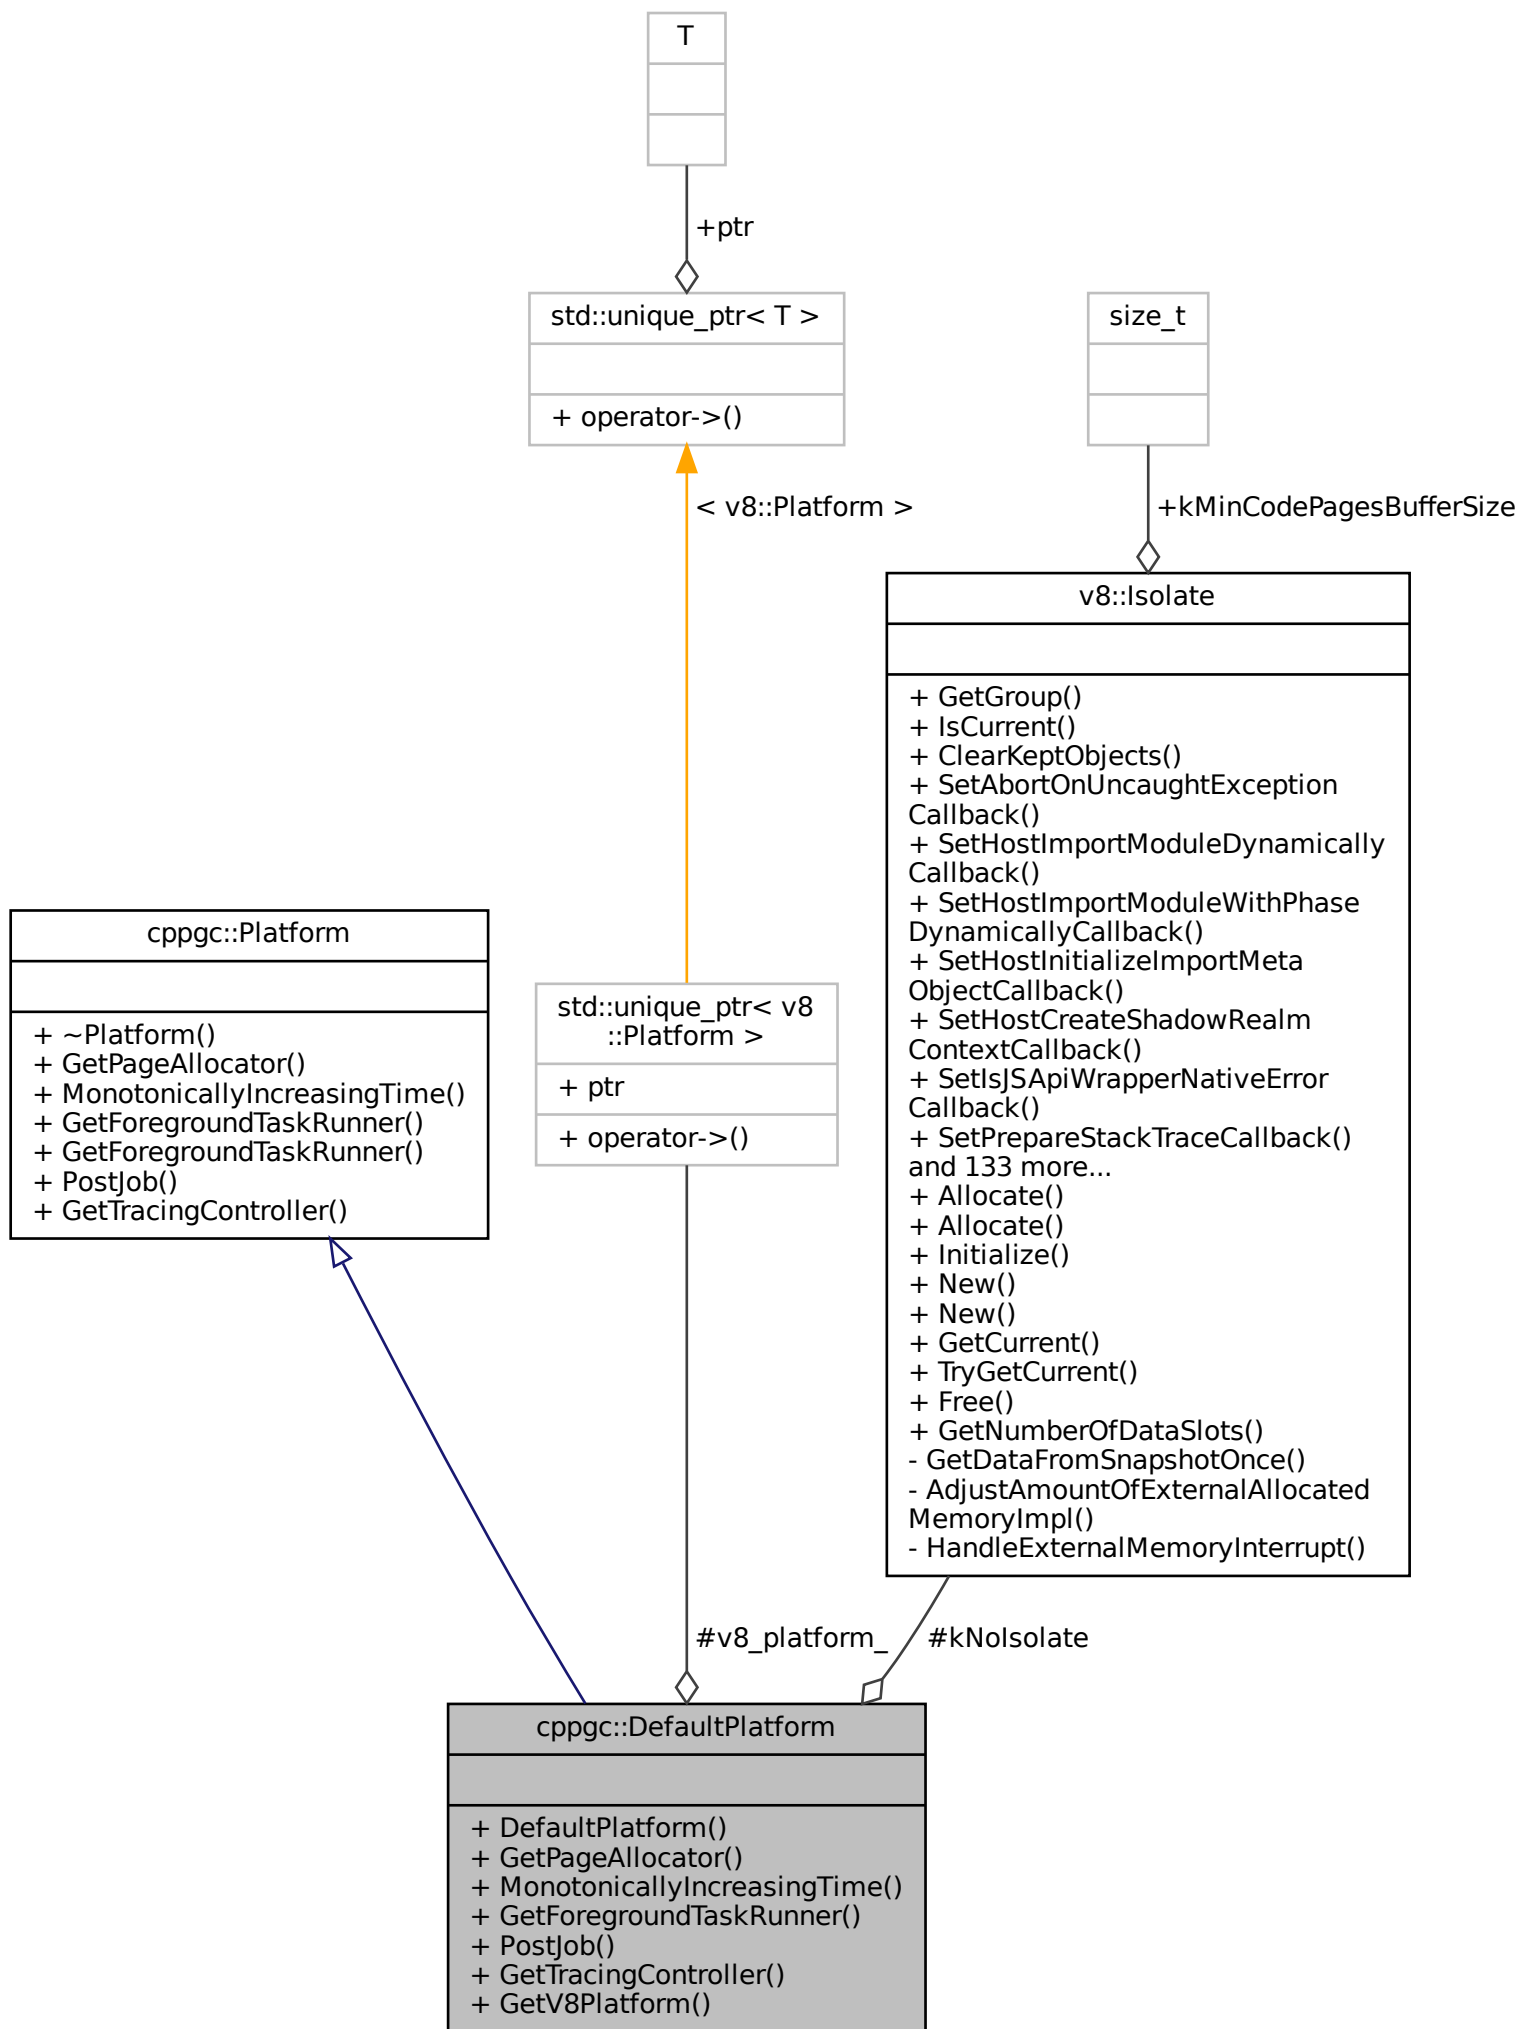 T
+ptr
std::unique_ptr< T >
+ operator->()
size_t
< v8::Platform >
+kMinCodePagesBufferSize
v8::Isolate
+ GetGroup()
+ IsCurrent()
+ ClearKeptObjects()
+ SetAbortOnUncaughtException
Callback()
+ SetHostImportModuleDynamically
Callback()
+ SetHostImportModuleWithPhase
DynamicallyCallback()
+ SetHostInitializeImportMeta
ObjectCallback()
+ SetHostCreateShadowRealm
ContextCallback()
+ SetIsJSApiWrapperNativeError
Callback()
+ SetPrepareStackTraceCallback()
and 133 more...
+ Allocate()
+ Allocate()
+ Initialize()
+ New()
+ New()
+ GetCurrent()
+ TryGetCurrent()
+ Free()
+ GetNumberOfDataSlots()
- GetDataFromSnapshotOnce()
- AdjustAmountOfExternalAllocated
MemoryImpl()
- HandleExternalMemoryInterrupt()
cppgc::Platform
+ ~Platform()
+ GetPageAllocator()
+ MonotonicallyIncreasingTime()
+ GetForegroundTaskRunner()
+ GetForegroundTaskRunner()
+ PostJob()
+ GetTracingController()
std::unique_ptr< v8
::Platform >
+ ptr
+ operator->()
#v8_platform_
#kNoIsolate
cppgc::DefaultPlatform
+ DefaultPlatform()
+ GetPageAllocator()
+ MonotonicallyIncreasingTime()
+ GetForegroundTaskRunner()
+ PostJob()
+ GetTracingController()
+ GetV8Platform()